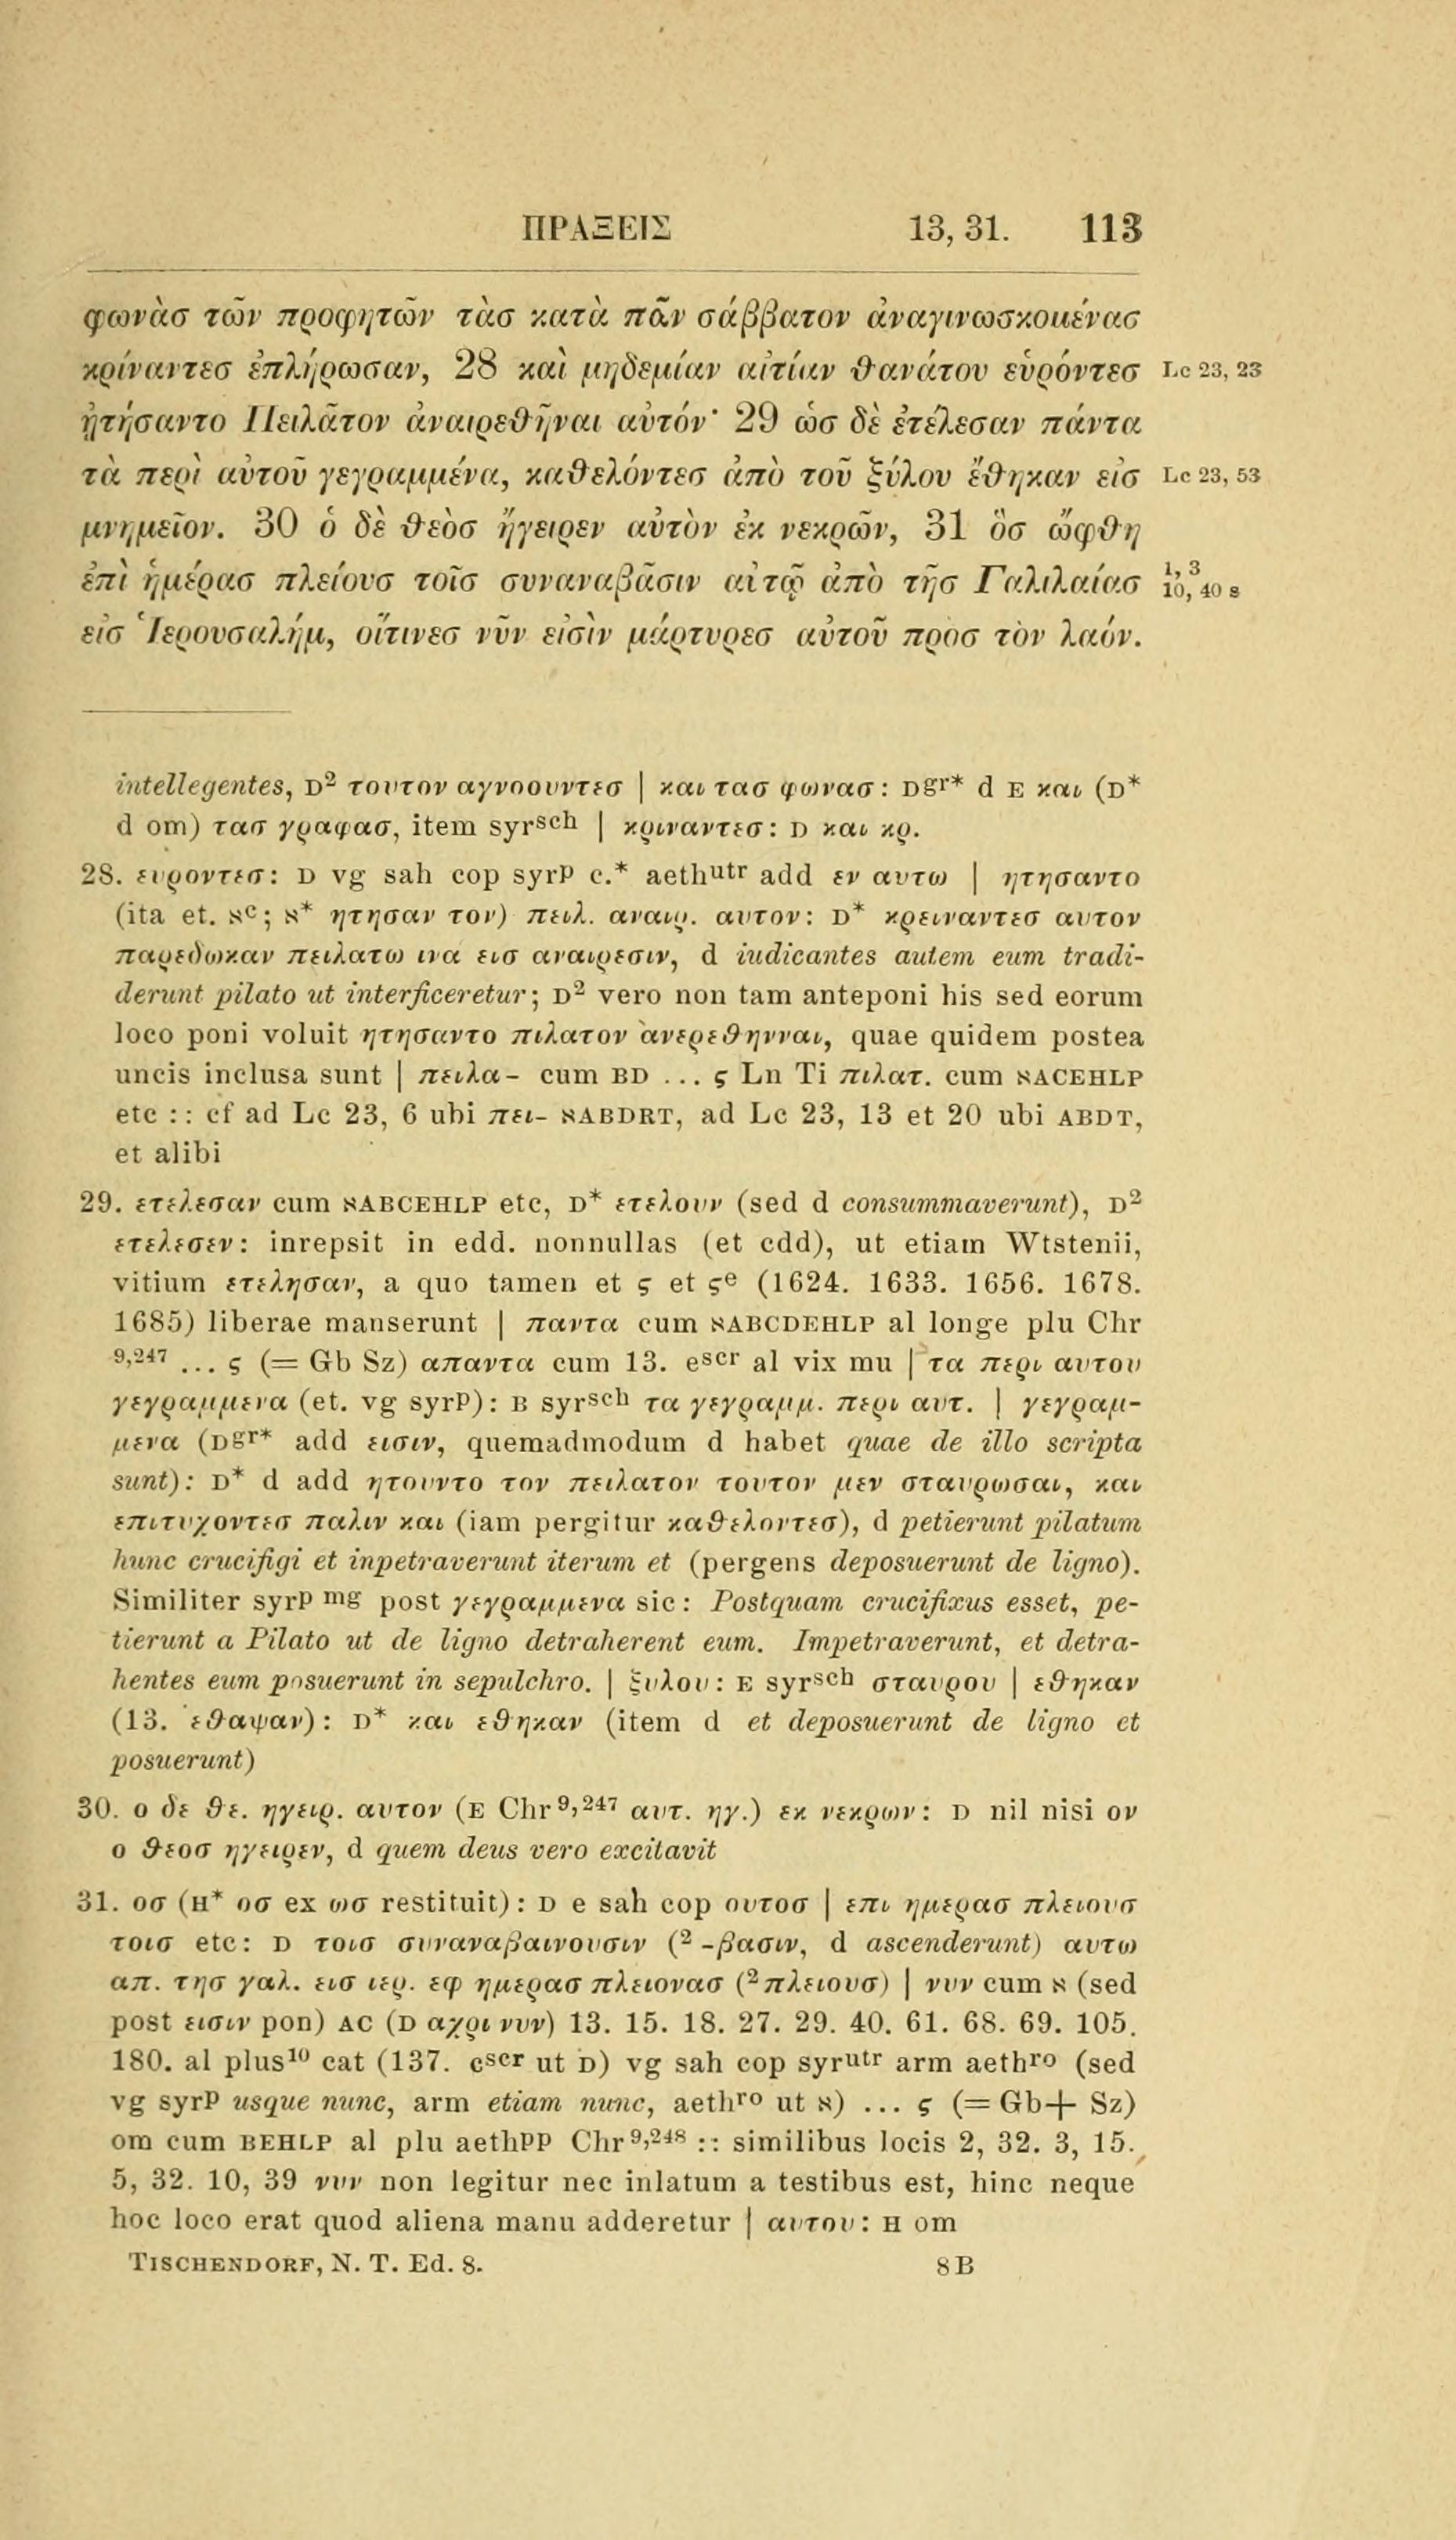 ΠΡΑΞΕΙΣ 13, 31. 113
φωνὰσ τῶν προφητῶν τὰσ κατὰ πᾶν σάββατον ἀναγινωσκομένασ
κρίναντεσ ἐπλήρωσαν, 28 καὶ μηδεμίαν αἰτίαν θανάτου εὑρόντεσ Lc 23, 23
ᾐτήσαντο Πειλᾶτον ἀναιρεθῆναι αὐτόν· 29 ὡσ δὲ ἐτέλεσαν πάντα
τὰ περὶ αὐτοῦ γεγραμμένα, καθελόντεσ ἀπὸ τοῦ ξύλου ἔθηκαν εἰσ Lc 23, 53
μνημεῖον. 30 ὁ δὲ θεὸσ ἤγειρεν αὐτὸν ἐκ νεκρῶν, 31 ὃσ ὤφθη
ἐπὶ ἡμέρασ πλείουσ τοῖσ συναναβᾶσιν αὐτῷ ἀπὸ τῆσ Γαλιλαίασ 1, 3 10, 40 s
εἰσ Ἱερουσαλήμ, οἵτινεσ νῦν εἰσὶν μάρτυρεσ αὐτοῦ πρὸσ τὸν λαόν.
intellegentes, D² τουτον αγνοουντεσ | και τασ φωνασ: Dgr* d E και (D*
d om) τασ γραφασ, item syrsch | κριναντεσ: D και κρ.
28. ευροντεσ: D vg sah cop syrp c.* aethutr add εν αυτω | ητησαντο
(ita et. אc; א* ητησαν τον) πειλ. αναιρ. αυτον: D* κρειναντεσ αυτον
παρεδωκαν πειλατω ινα εισ αναιρεσιν, d iudicantes autem eum tradi-
derunt pilato ut interficeretur; D² vero non tam anteponi his sed eorum
loco poni voluit ητησαντο πιλατον ανερεθηνναι, quae quidem postea
uncis inclusa sunt | πειλα- cum BD ... ς Ln Ti πιλατ. cum אACEHLP
etc :: cf ad Lc 23, 6 ubi πει- אABDRT, ad Lc 23, 13 et 20 ubi ABDT,
et alibi
29. ετελεσαν cum אABCEHLP etc, D* ετελουν (sed d consummaverunt), D²
ετελεσεν: inrepsit in edd. nonnullas (et cdd), ut etiam Wtstenii,
vitium ετελησαν, a quo tamen et ς et ςe (1624. 1633. 1656. 1678.
1685) liberae manserunt | παντα cum אABCDEHLP al longe plu Chr
9,247 ... ς (= Gb Sz) απαντα cum 13. escr al vix mu | τα περι αυτου
γεγραμμενα (et. vg syrp): B syrsch τα γεγραμμ. περι αυτ. | γεγραμ-
μενα (Dgr* add εισιν, quemadmodum d habet quae de illo scripta
sunt): D* d add ητουντο τον πειλατον τουτον μεν σταυρωσαι, και
επιτυχοντεσ παλιν και (iam pergitur καθελοντεσ), d petierunt pilatum
hunc crucifigi et inpetraverunt iterum et (pergens deposuerunt de ligno).
Similiter syrp mg post γεγραμμενα sic: Postquam crucifixus esset, pe-
tierunt a Pilato ut de ligno detraherent eum. Impetraverunt, et detra-
hentes eum posuerunt in sepulchro. | ξυλου: E syrsch σταυρου | εθηκαν
(13. εθαψαν): D* και εθηκαν (item d et deposuerunt de ligno et
posuerunt)
30. ο δε θε. ηγειρ. αυτον (E Chr9,247 αυτ. ηγ.) εκ νεκρων: D nil nisi ον
ο θεοσ ηγειρεν, d quem deus vero excitavit
31. οσ (H* οσ ex ωσ restituit): D e sah cop ουτοσ | επι ημερασ πλειουσ
τοισ etc: D τοισ συναναβαινουσιν (² -βασιν, d ascenderunt) αυτω
απ. τησ γαλ. εισ ιερ. εφ ημερασ πλειονασ (²πλειουσ) | νυν cum א (sed
post εισιν pon) AC (D αχρι νυν) 13. 15. 18. 27. 29. 40. 61. 68. 69. 105.
180. al plus¹⁰ cat (137. cscr ut D) vg sah cop syrutr arm aethro (sed
vg syrp usque nunc, arm etiam nunc, aethro ut א) ... ς (= Gb+ Sz)
om cum BEHLP al plu aethpp Chr9,248 :: similibus locis 2, 32. 3, 15.
5, 32. 10, 39 νυν non legitur nec inlatum a testibus est, hinc neque
hoc loco erat quod aliena manu adderetur | αυτου: H om
TISCHENDORF, N. T. Ed. 8. 8 B